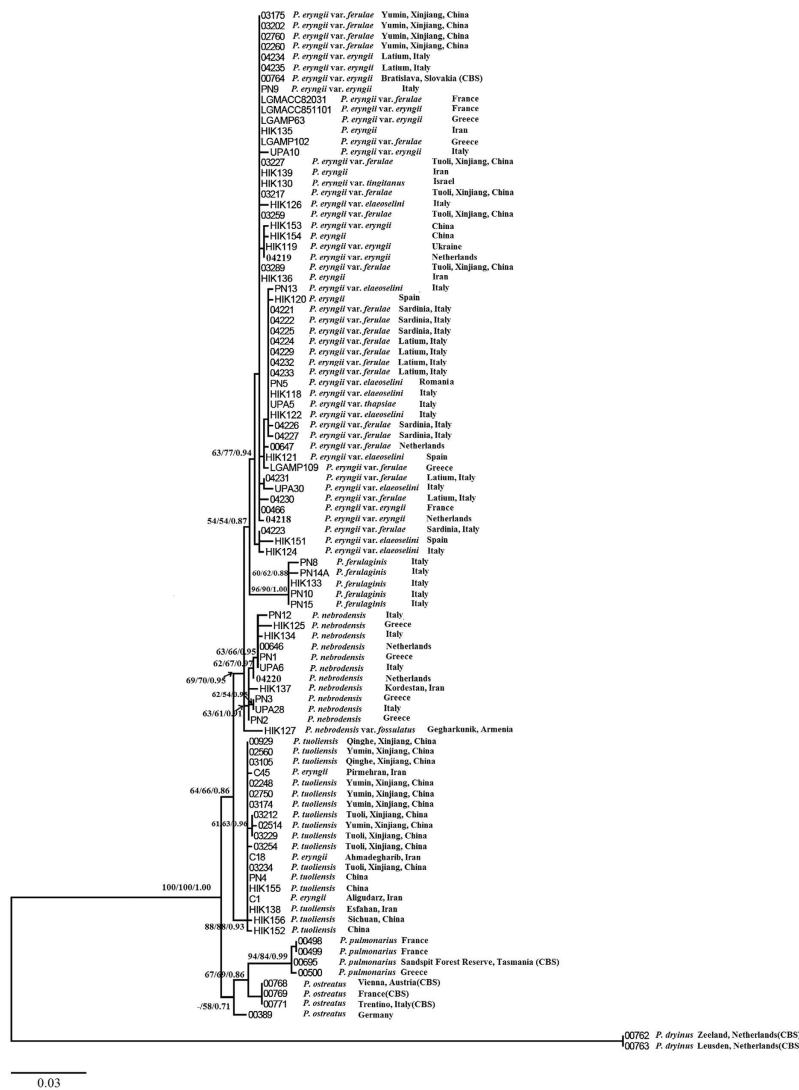 03175 P. eryngii var. ferulae Yumin, Xinjiang, China
03202 P. eryngii var. ferulae Yumin, Xinjiang, China
02760 P. eryngii var. ferulae Yumin, Xinjiang, China
02260 P. eryngii var. ferulae Yumin, Xinjiang, China
04234 P. eryngii var. eryngii Latium, Italy
04235 P. eryngii var. eryngii Latium, Italy
00764 P. eryngii var. eryngii Bratislava, Slovakia (CBS)
PN9 P. eryngii var. eryngii Italy
LGMACC82031 P. eryngii var. ferulae France
LGMACC851101 P. eryngii var. eryngii France
LGAMP63 P. eryngii var. eryngii Greece
HIK135 P. eryngii Iran
LGAMP102 P. eryngii var. ferulae Greece
UPA10 P. eryngii var. eryngii Italy
03227 P. eryngii var. ferulae Tuoli, Xinjiang, China
HIK139 P. eryngii Iran
HIK130 P. eryngii var. tingitanus Israel
03217 P. eryngii var. ferulae Tuoli, Xinjiang, China
HIK126 P. eryngii var. elaeoselini Italy
03259 P. eryngii var. ferulae Tuoli, Xinjiang, China
HIK153 P. eryngii var. eryngii China
HIK154 P. eryngii China
HIK119 P. eryngii var. eryngii Ukraine
04219 P. eryngii var. eryngii Netherlands
03289 P. eryngii var. ferulae Tuoli, Xinjiang, China
HIK136 P. eryngii Iran
PN13 P. eryngii var. elaeoselini Italy
HIK120 P. eryngii Spain
04221 P. eryngii var. ferulae Sardinia, Italy
04222 P. eryngii var. ferulae Sardinia, Italy
04225 P. eryngii var. ferulae Sardinia, Italy
04224 P. eryngii var. ferulae Latium, Italy
04229 P. eryngii var. ferulae Latium, Italy
04232 P. eryngii var. ferulae Latium, Italy
04233 P. eryngii var. ferulae Latium, Italy
PN5 P. eryngii var. elaeoselini Romania
HIK118 P. eryngii var. elaeoselini Italy
UPA5 P. eryngii var. thapsiae Italy
HIK122 P. eryngii var. elaeoselini Italy
04226 P. eryngii var. ferulae Sardinia, Italy
04227 P. eryngii var. ferulae Sardinia, Italy
00647 P. eryngii var. ferulae Netherlands
63/77/0.94 HIK121 P. eryngii var. elaeoselini Spain
LGAMP109 P. eryngii var. ferulae Greece
04231 P. eryngii var. ferulae Latium, Italy
UPA30 P. eryngii var. elaeoselini Italy
04230 P. eryngii var. ferulae Latium, Italy
00466 P. eryngii var. eryngii France
04218 P. eryngii var. eryngii Netherlands
54/54/0.87
04223 P. eryngii var. ferulae Sardinia, Italy
HIK151 P. eryngii var. elaeoselini Spain
HIK124 P. eryngii var. elaeoselini Italy
PN8 P. ferulaginis Italy
60/62/0.88 PN14A P. ferulaginis Italy
HIK133 P. ferulaginis Italy
96/90/1.00 PN10 P. ferulaginis Italy
PN15 P. ferulaginis Italy
PN12 P. nebrodensis Italy
HIK125 P. nebrodensis Greece
HIK134 P. nebrodensis Italy
00646 P. nebrodensis Netherlands
63/66/0.95
PN1 P. nebrodensis Greece
62/67/0.97 UPA6 P. nebrodensis Italy
69/70/0.95 04220 P. nebrodensis Netherlands
HIK137 P. nebrodensis Kordestan, Iran
62/54/0.95 PN3 P. nebrodensis Greece
UPA28 P. nebrodensis Italy
63/61/0.91 PN2 P. nebrodensis Greece
HIK127 P. nebrodensis var. fossulatus Gegharkunik, Armenia
00929 P. tuoliensis Qinghe, Xinjiang, China
02560 P. tuoliensis Yumin, Xinjiang, China
03105 P. tuoliensis Qinghe, Xinjiang, China
C45 P. eryngii Pirmehran, Iran
02248 P. tuoliensis Yumin, Xinjiang, China
64/66/0.86
02750 P. tuoliensis Yumin, Xinjiang, China
03174 P. tuoliensis Yumin, Xinjiang, China
03212 P. tuoliensis Tuoli, Xinjiang, China
61/63/0.96 02514 P. tuoliensis Yumin, Xinjiang, China
03229 P. tuoliensis Tuoli, Xinjiang, China
03254 P. tuoliensis Tuoli, Xinjiang, China
C18 P. eryngii Ahmadegharib, Iran
03234 P. tuoliensis Tuoli, Xinjiang, China
PN4 P. tuoliensis China
100/100/1.00 HIK155 P. tuoliensis China
C1 P. eryngii Aligudarz, Iran
HIK138 P. tuoliensis Esfahan, Iran
HIK156 P. tuoliensis Sichuan, China
88/88/0.93 HIK152 P. tuoliensis China
00498 P. pulmonarius France
00499 P. pulmonarius France
94/84/0.99
00695 P. pulmonarius Sandspit Forest Reserve, Tasmania (CBS)
67/69/0.86 00500 P. pulmonarius Greece
00768 P. ostreatus Vienna, Austria(CBS)
00769 P. ostreatus France(CBS)
00771 P. ostreatus Trentino, Italy(CBS)
-/58/0.71
00389 P. ostreatus Germany
00762 P. dryinus Zeeland, Netherlands(CBS)
00763 P. dryinus Leusden, Netherlands(CBS)
0.03